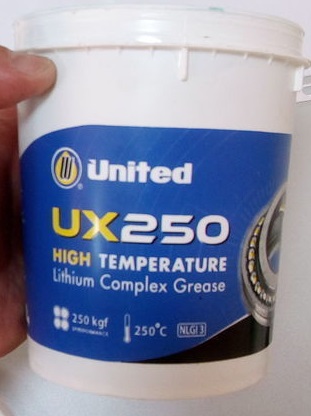 United
UX250
HIGH TEMPERATURE
Lithium Complex Grease
250 kgf
250°C
NLGI 3